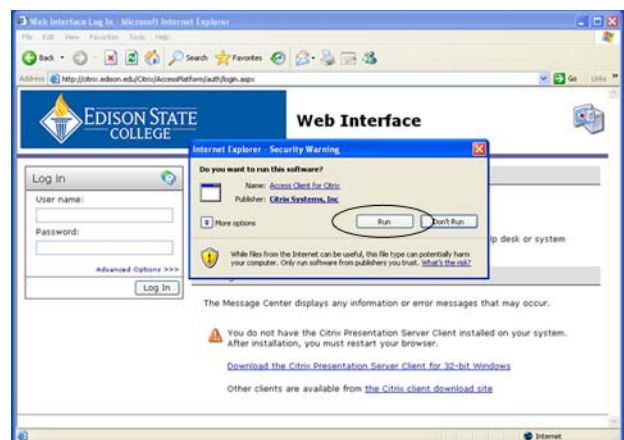 Web Interface Log In - Microsoft Internet Explorer
File Edit View Favorites Tools Help
Back Search Favorites
Address http://citrix.edison.edu/Citrix/AccessPlatform/auth/login.aspx Go Links
EDISON STATE
COLLEGE
Web Interface
Internet Explorer - Security Warning
Do you want to run this software?
Name: Access Client for Citrix
Publisher: Citrix Systems, Inc
More options Run Don't Run
While files from the Internet can be useful, this file type can potentially harm
your computer. Only run software from publishers you trust. What's the risk?
Log in
User name:
Password:
Advanced Options >>>
Log In
lp desk or system
The Message Center displays any information or error messages that may occur.
You do not have the Citrix Presentation Server Client installed on your system.
After installation, you must restart your browser.
Download the Citrix Presentation Server Client for 32-bit Windows
Other clients are available from the Citrix client download site
Internet